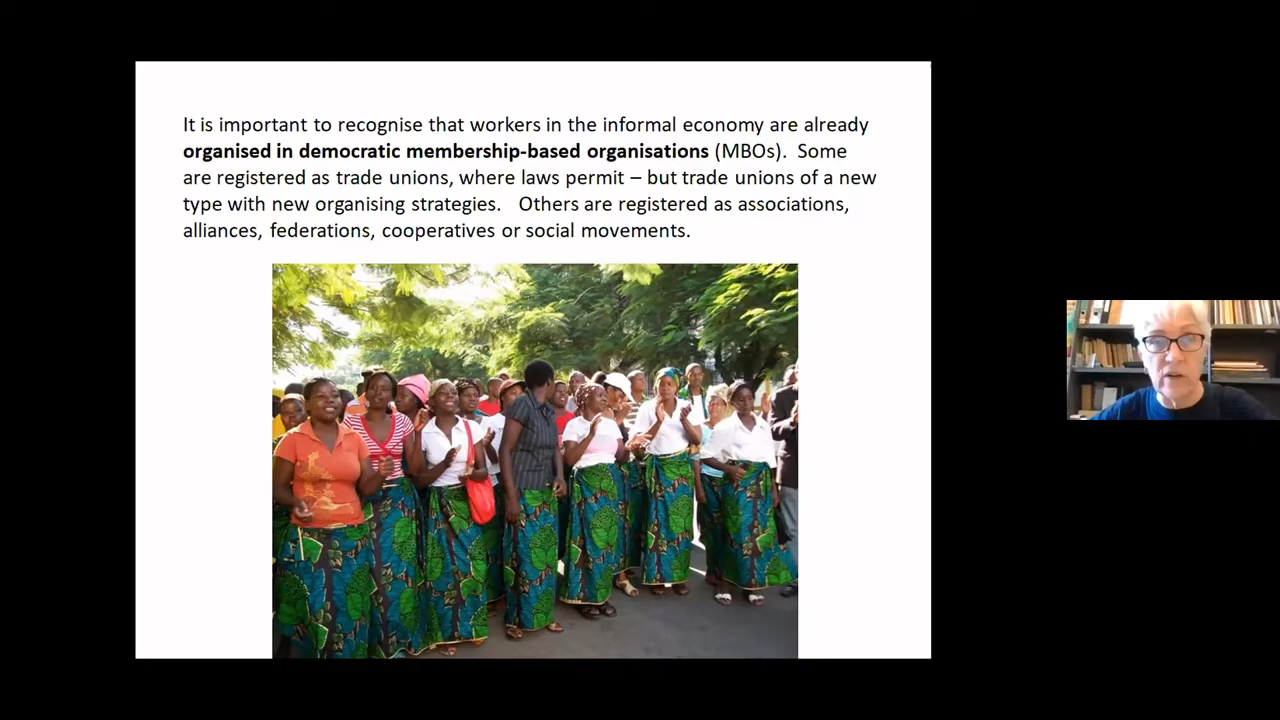 It is important to recognise that workers in the informal economy are already
organised in democratic membership-based organisations (MBOs).  Some
are registered as trade unions, where laws permit – but trade unions of a new
type with new organising strategies.   Others are registered as associations,
alliances, federations, cooperatives or social movements.